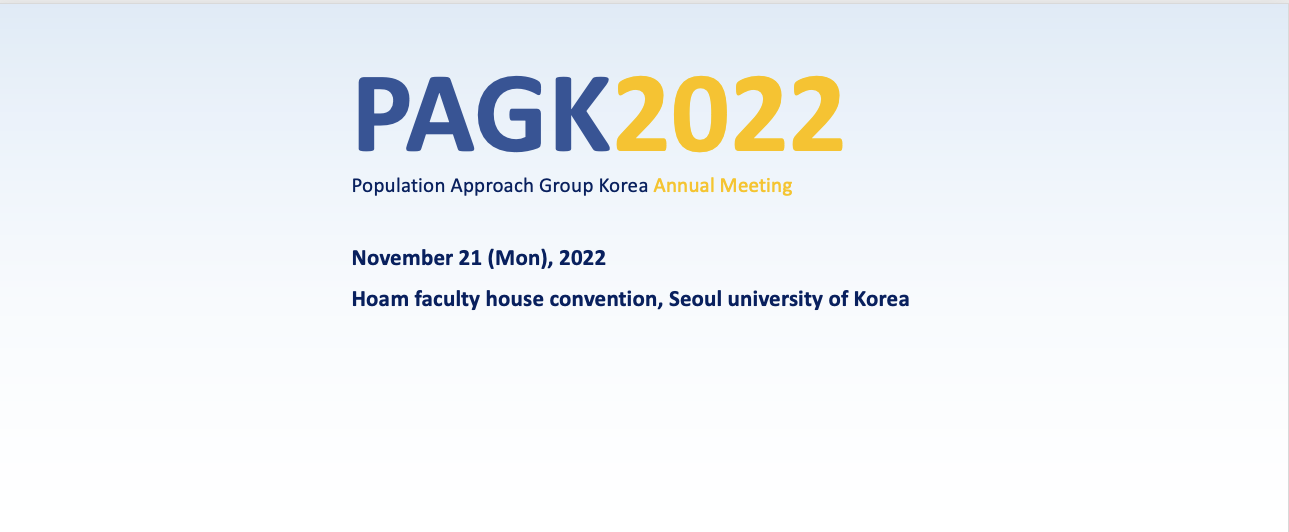 PAGK2022
Population Approach Group Korea Annual Meeting
November 21 (Mon), 2022
Hoam faculty house convention, Seoul university of Korea